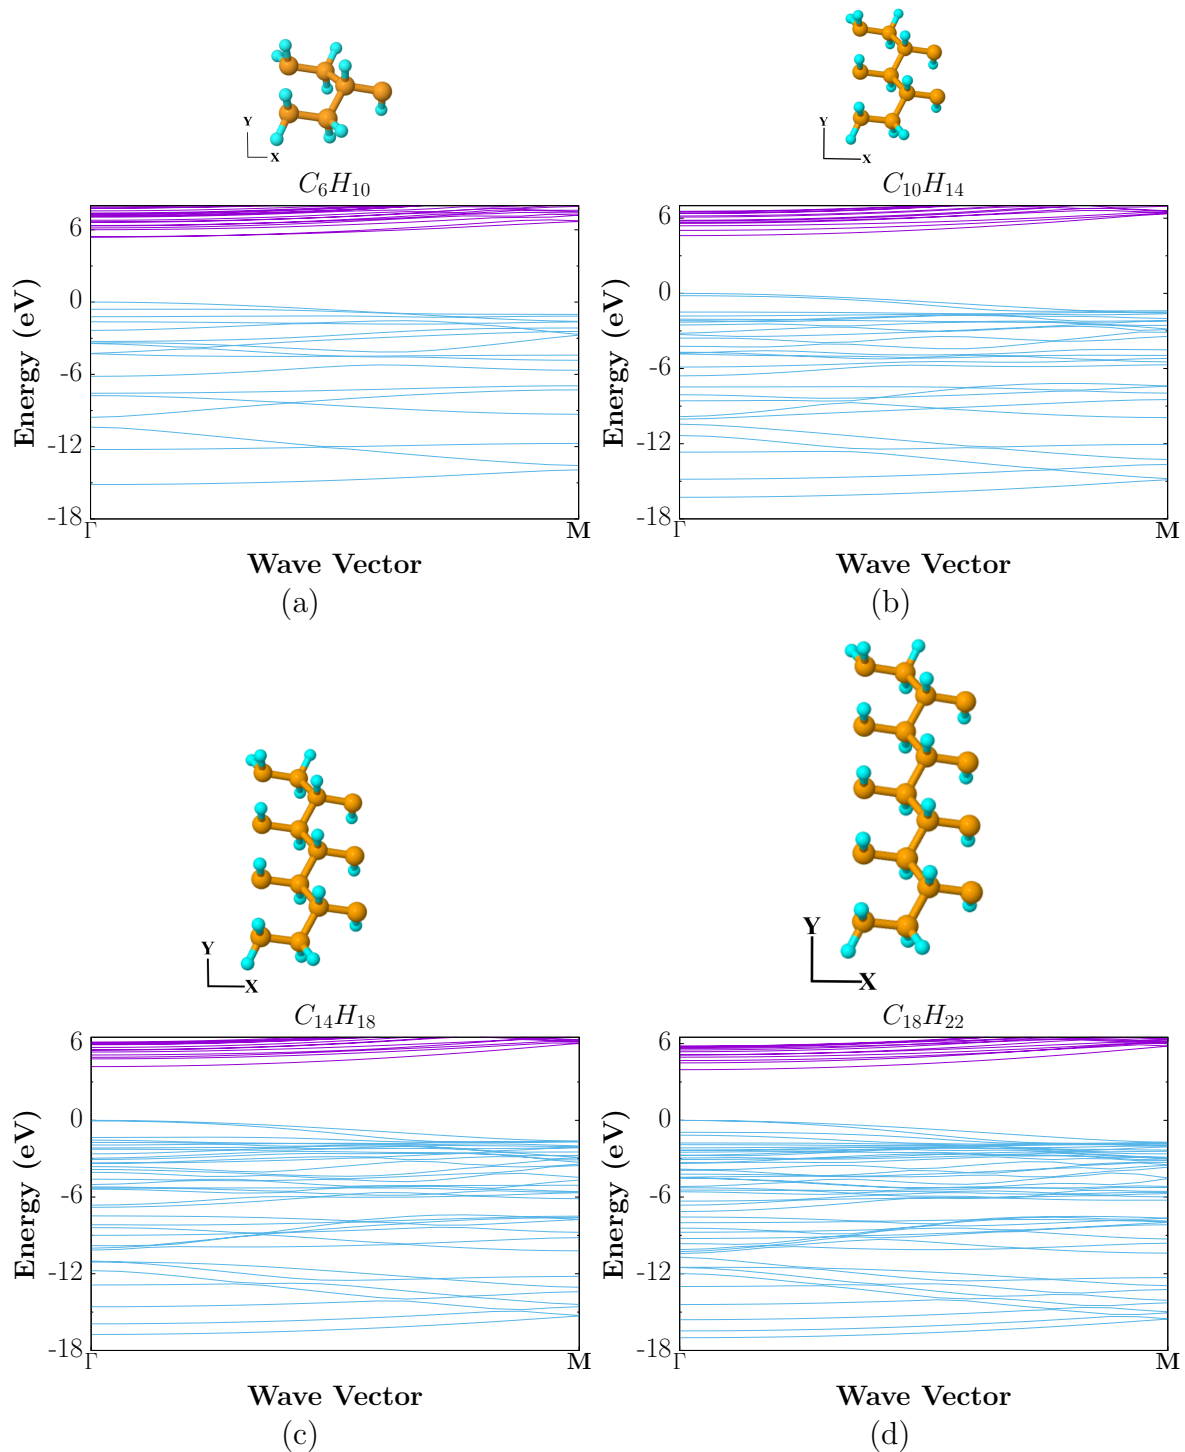 Y
X
C₆H₁₀
Energy (eV)
6
0
-6
-12
-18
Γ
M
Wave Vector
(a)
Y
X
C₁₀H₁₄
Energy (eV)
6
0
-6
-12
-18
Γ
M
Wave Vector
(b)
Y
X
C₁₄H₁₈
Energy (eV)
6
0
-6
-12
-18
Γ
M
Wave Vector
(c)
Y
X
C₁₈H₂₂
Energy (eV)
6
0
-6
-12
-18
Γ
M
Wave Vector
(d)